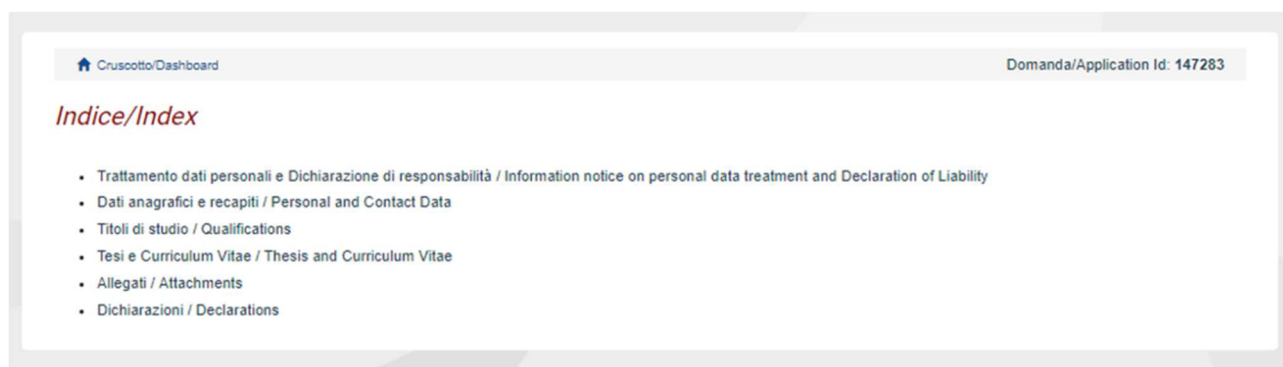 Cruscotto/Dashboard Domanda/Application Id: 147283
Indice/Index
Trattamento dati personali e Dichiarazione di responsabilità / Information notice on personal data treatment and Declaration of Liability
Dati anagrafici e recapiti / Personal and Contact Data
Titoli di studio / Qualifications
Tesi e Curriculum Vitae / Thesis and Curriculum Vitae
Allegati / Attachments
Dichiarazioni / Declarations